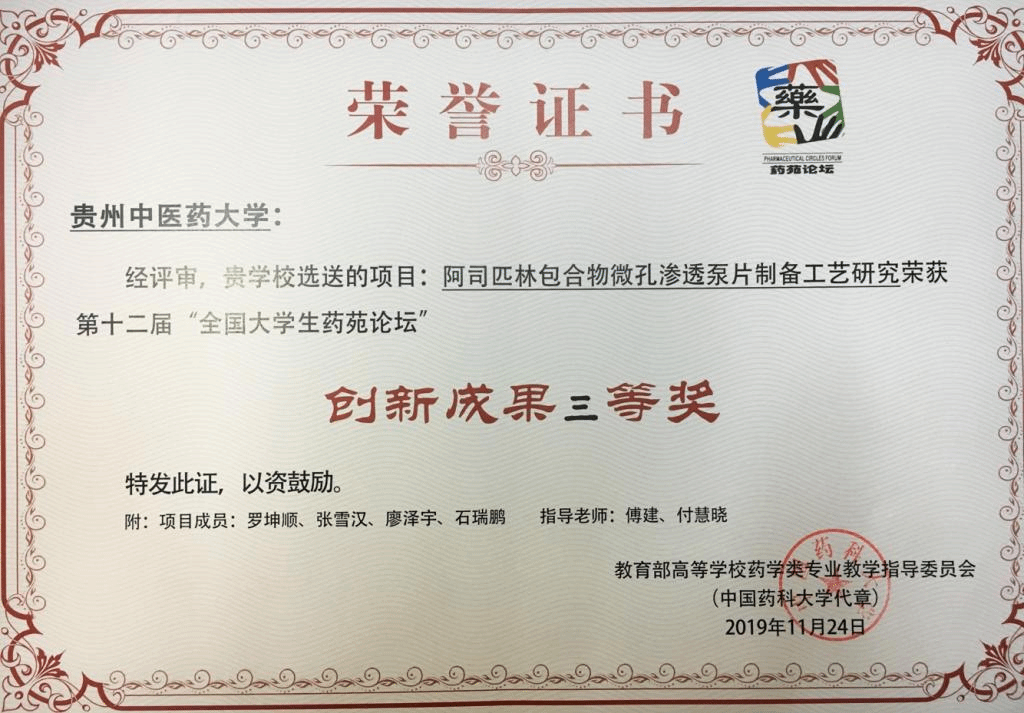 荣誉证书
藥
PHARMACEUTICAL CIRCLES FORUM
药苑论坛
贵州中医药大学：
经评审，贵学校选送的项目：阿司匹林包合物微孔渗透泵片制备工艺研究荣获
第十二届“全国大学生药苑论坛”
创新成果三等奖
特发此证，以资鼓励。
附：项目成员：罗坤顺、张雪汉、廖泽宇、石瑞鹏 指导老师：傅建、付慧晓
教育部高等学校药学类专业教学指导委员会
（中国药科大学代章）
2019年11月24日
药科